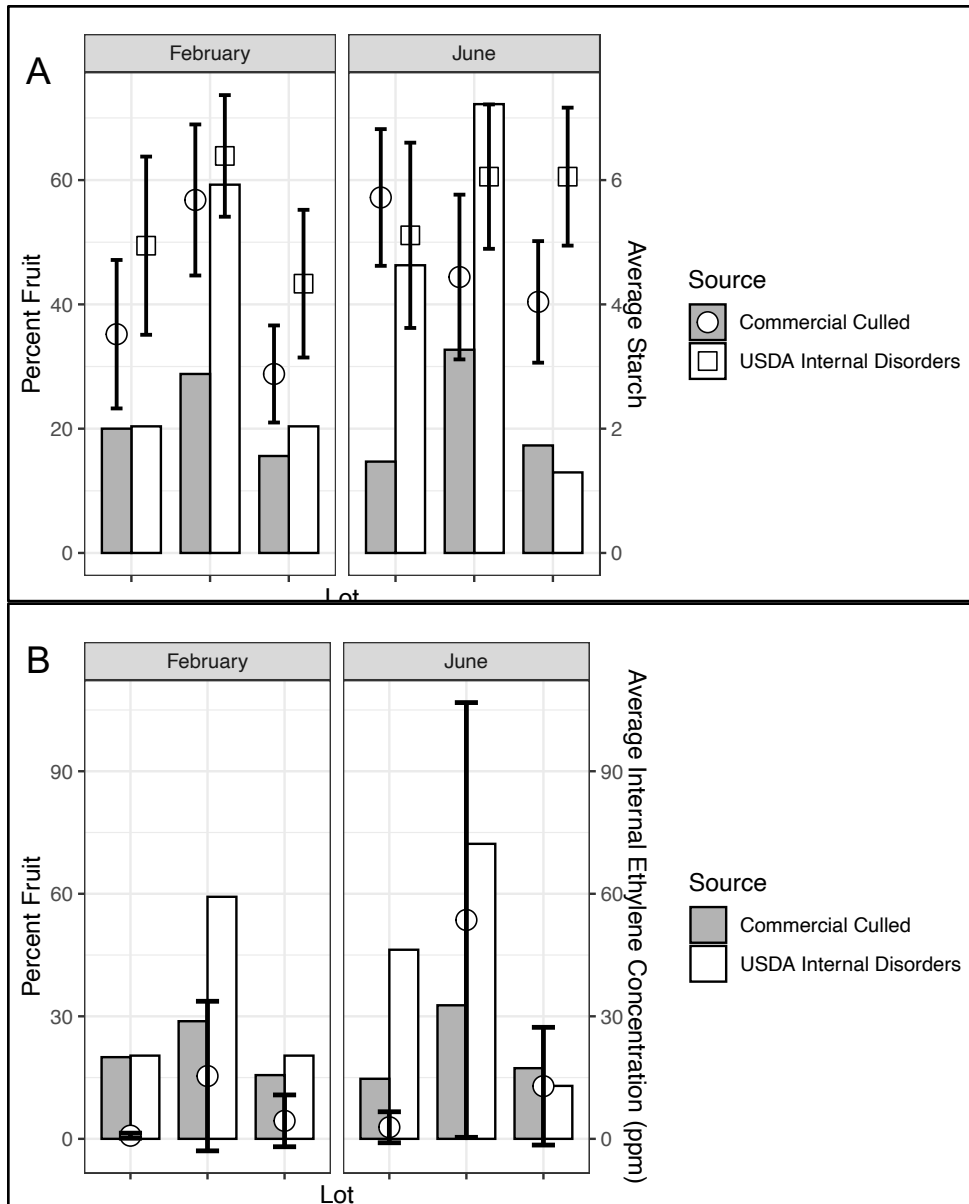 A
February
June
Percent Fruit
60
40
20
0
6
4
2
0
Average Starch
Lot
Source
Commercial Culled
USDA Internal Disorders
B
February
June
Percent Fruit
90
60
30
0
90
60
30
0
Average Internal Ethylene Concentration (ppm)
Lot
Source
Commercial Culled
USDA Internal Disorders